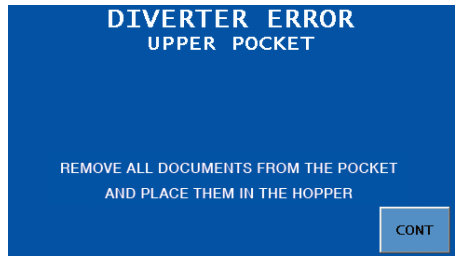 DIVERTER ERROR
UPPER POCKET
REMOVE ALL DOCUMENTS FROM THE POCKET
AND PLACE THEM IN THE HOPPER
CONT